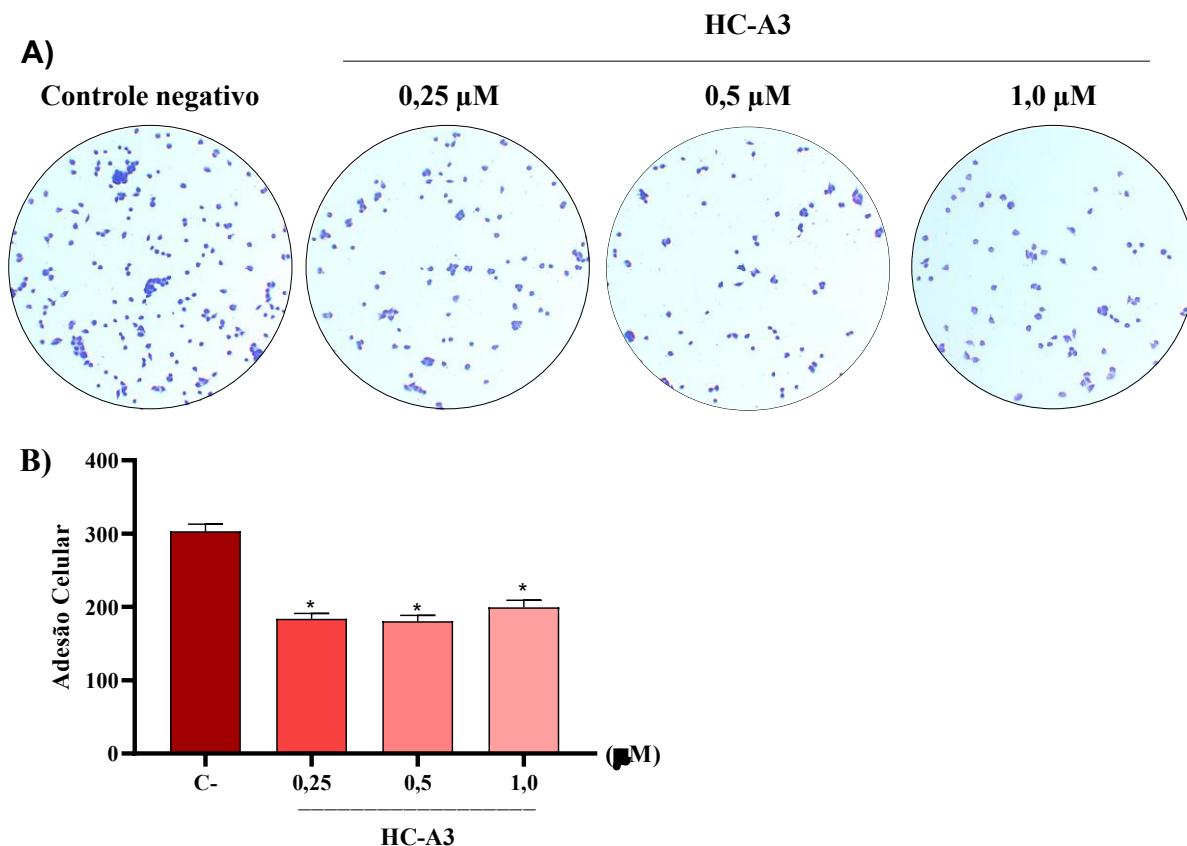 HC-A3
A)
Controle negativo 0,25 µM 0,5 µM 1,0 µM
B)
400
300
200
100
0
Adesão Celular
* * *
C- 0,25 0,5 1,0 (µM)
HC-A3